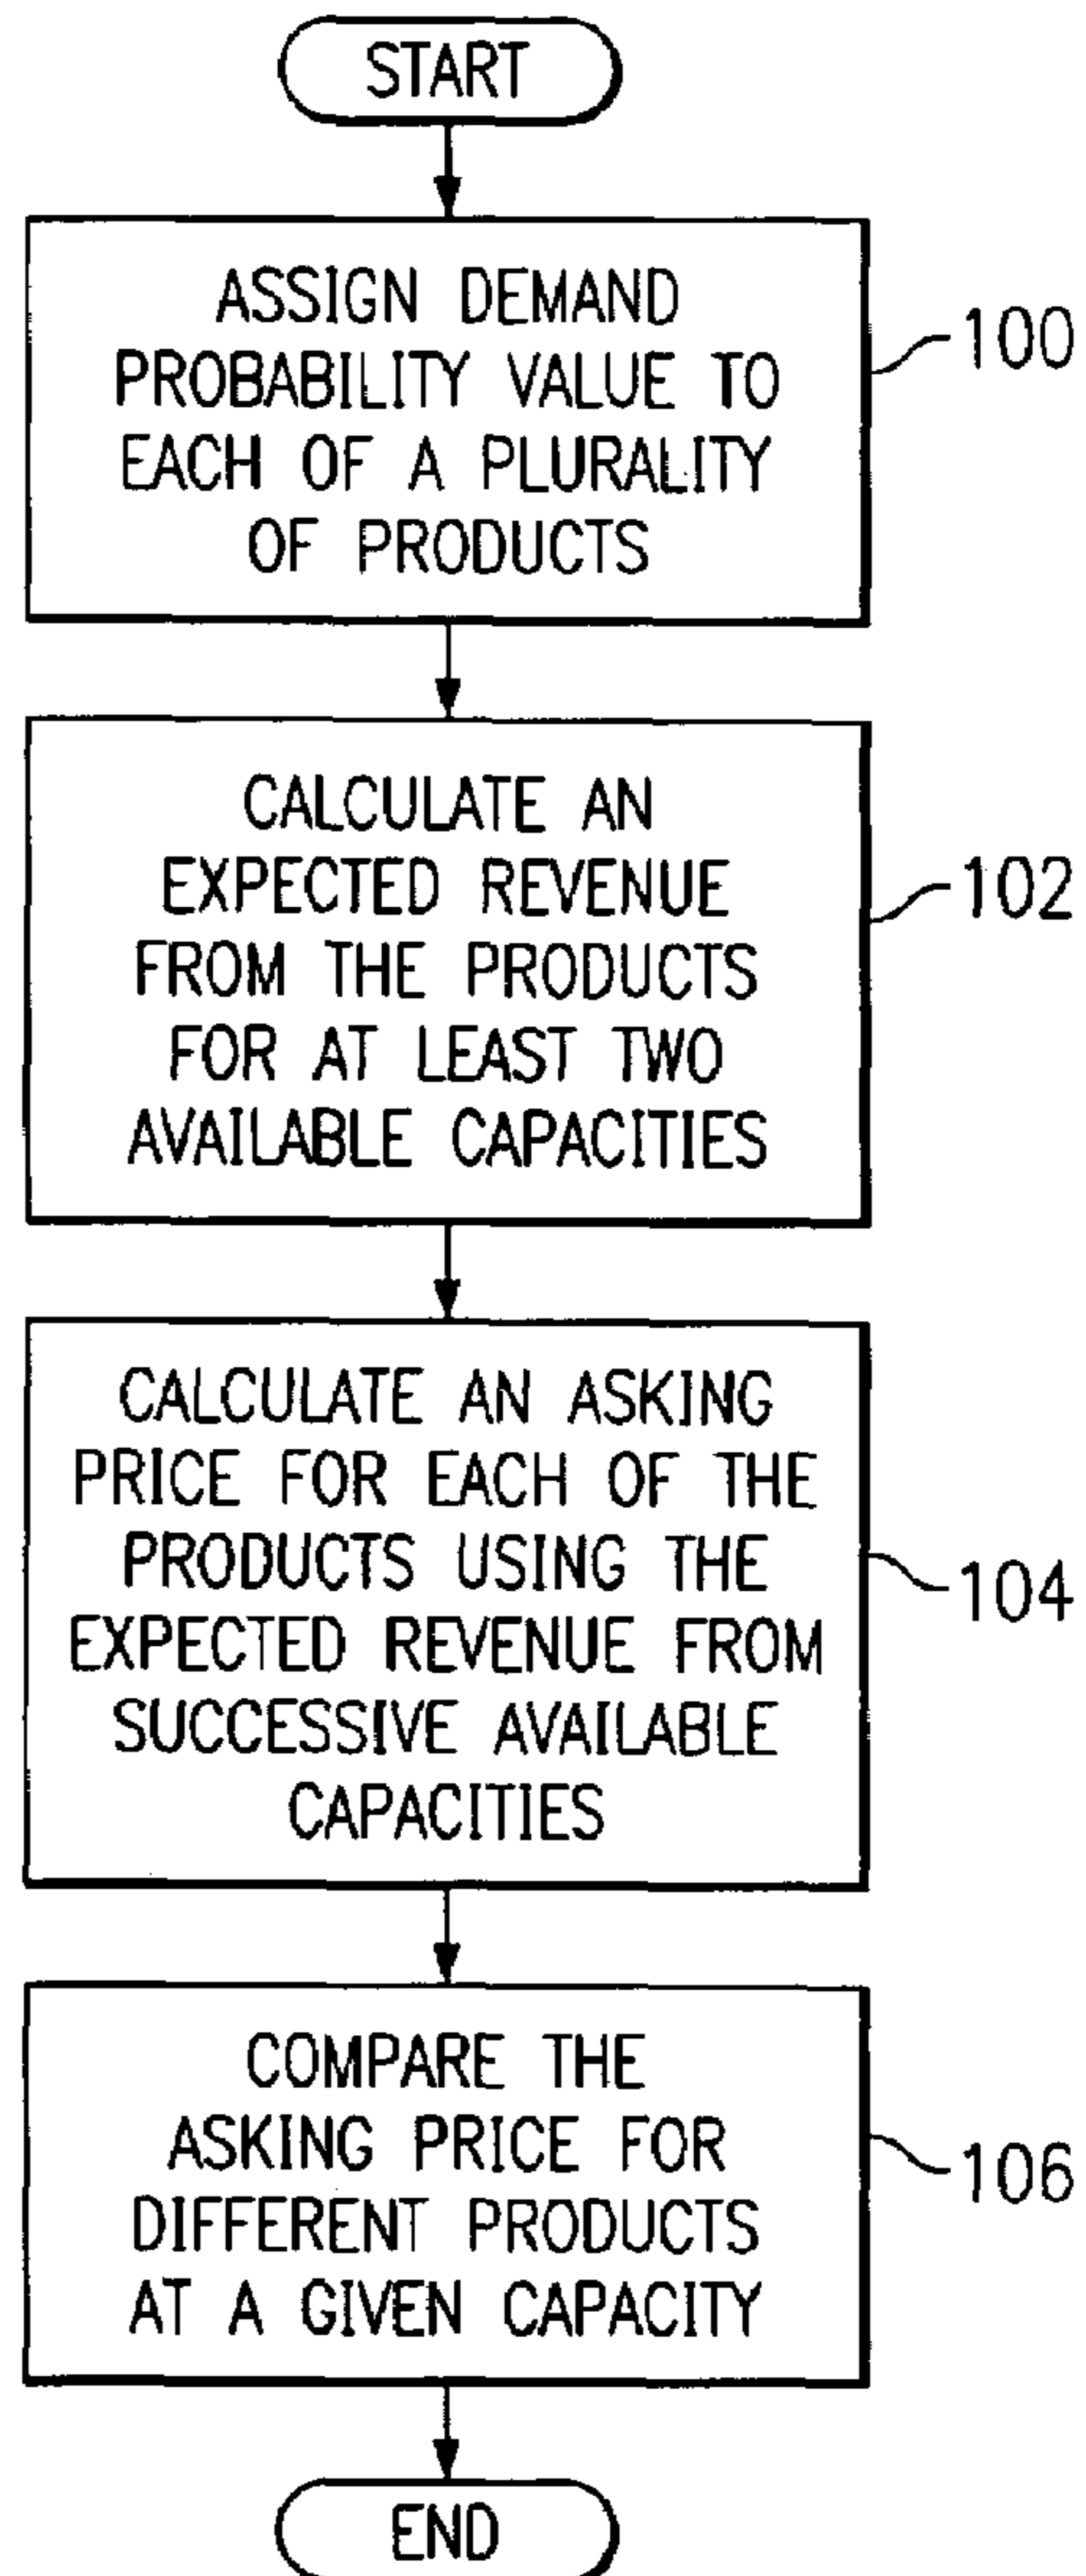 START
ASSIGN DEMAND
PROBABILITY VALUE TO
EACH OF A PLURALITY
OF PRODUCTS
100
CALCULATE AN
EXPECTED REVENUE
FROM THE PRODUCTS
FOR AT LEAST TWO
AVAILABLE CAPACITIES
102
CALCULATE AN ASKING
PRICE FOR EACH OF THE
PRODUCTS USING THE
EXPECTED REVENUE FROM
SUCCESSIVE AVAILABLE
CAPACITIES
104
COMPARE THE
ASKING PRICE FOR
DIFFERENT PRODUCTS
AT A GIVEN CAPACITY
106
END